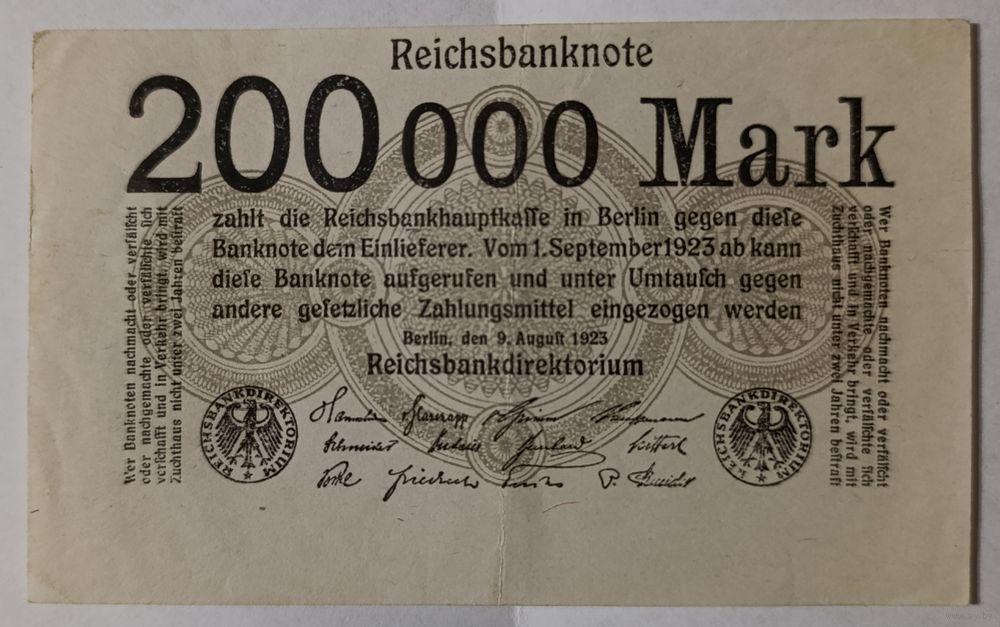 Reichsbanknote
200000 Mark
zahlt die Reichsbankhauptkaſſe in Berlin gegen dieſe
Banknote dem Einlieferer. Vom 1. September 1923 ab kann
dieſe Banknote aufgerufen und unter Umtauſch gegen
andere geſetzliche Zahlungsmittel eingezogen werden
Berlin, den 9. Auguſt 1923
Reichsbankdirektorium
Wer Banknoten nachmacht oder verfälſcht
oder nachgemachte oder verfälſchte ſich
verſchafft und in Verkehr bringt, wird mit
Zuchthaus nicht unter zwei Jahren beſtraft
Wer Banknoten nachmacht oder verfälſcht
oder nachgemachte oder verfälſchte ſich
verſchafft und in Verkehr bringt, wird mit
Zuchthaus nicht unter zwei Jahren beſtraft
REICHSBANKDIREKTORIUM
REICHSBANKDIREKTORIUM
v. Glasenapp
Schneider
Friedrich